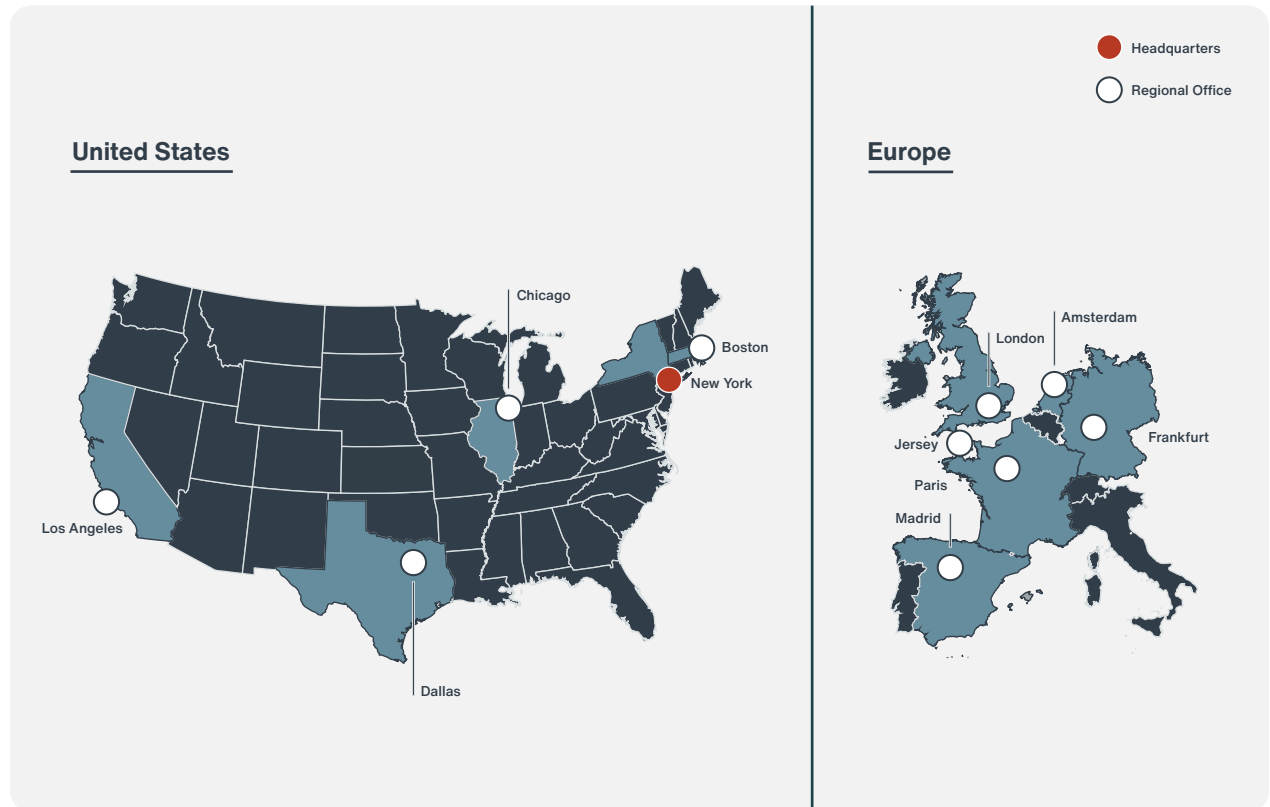 Headquarters
Regional Office
United States
Europe
Chicago
Boston
New York
Los Angeles
Dallas
Amsterdam
London
Jersey
Frankfurt
Paris
Madrid